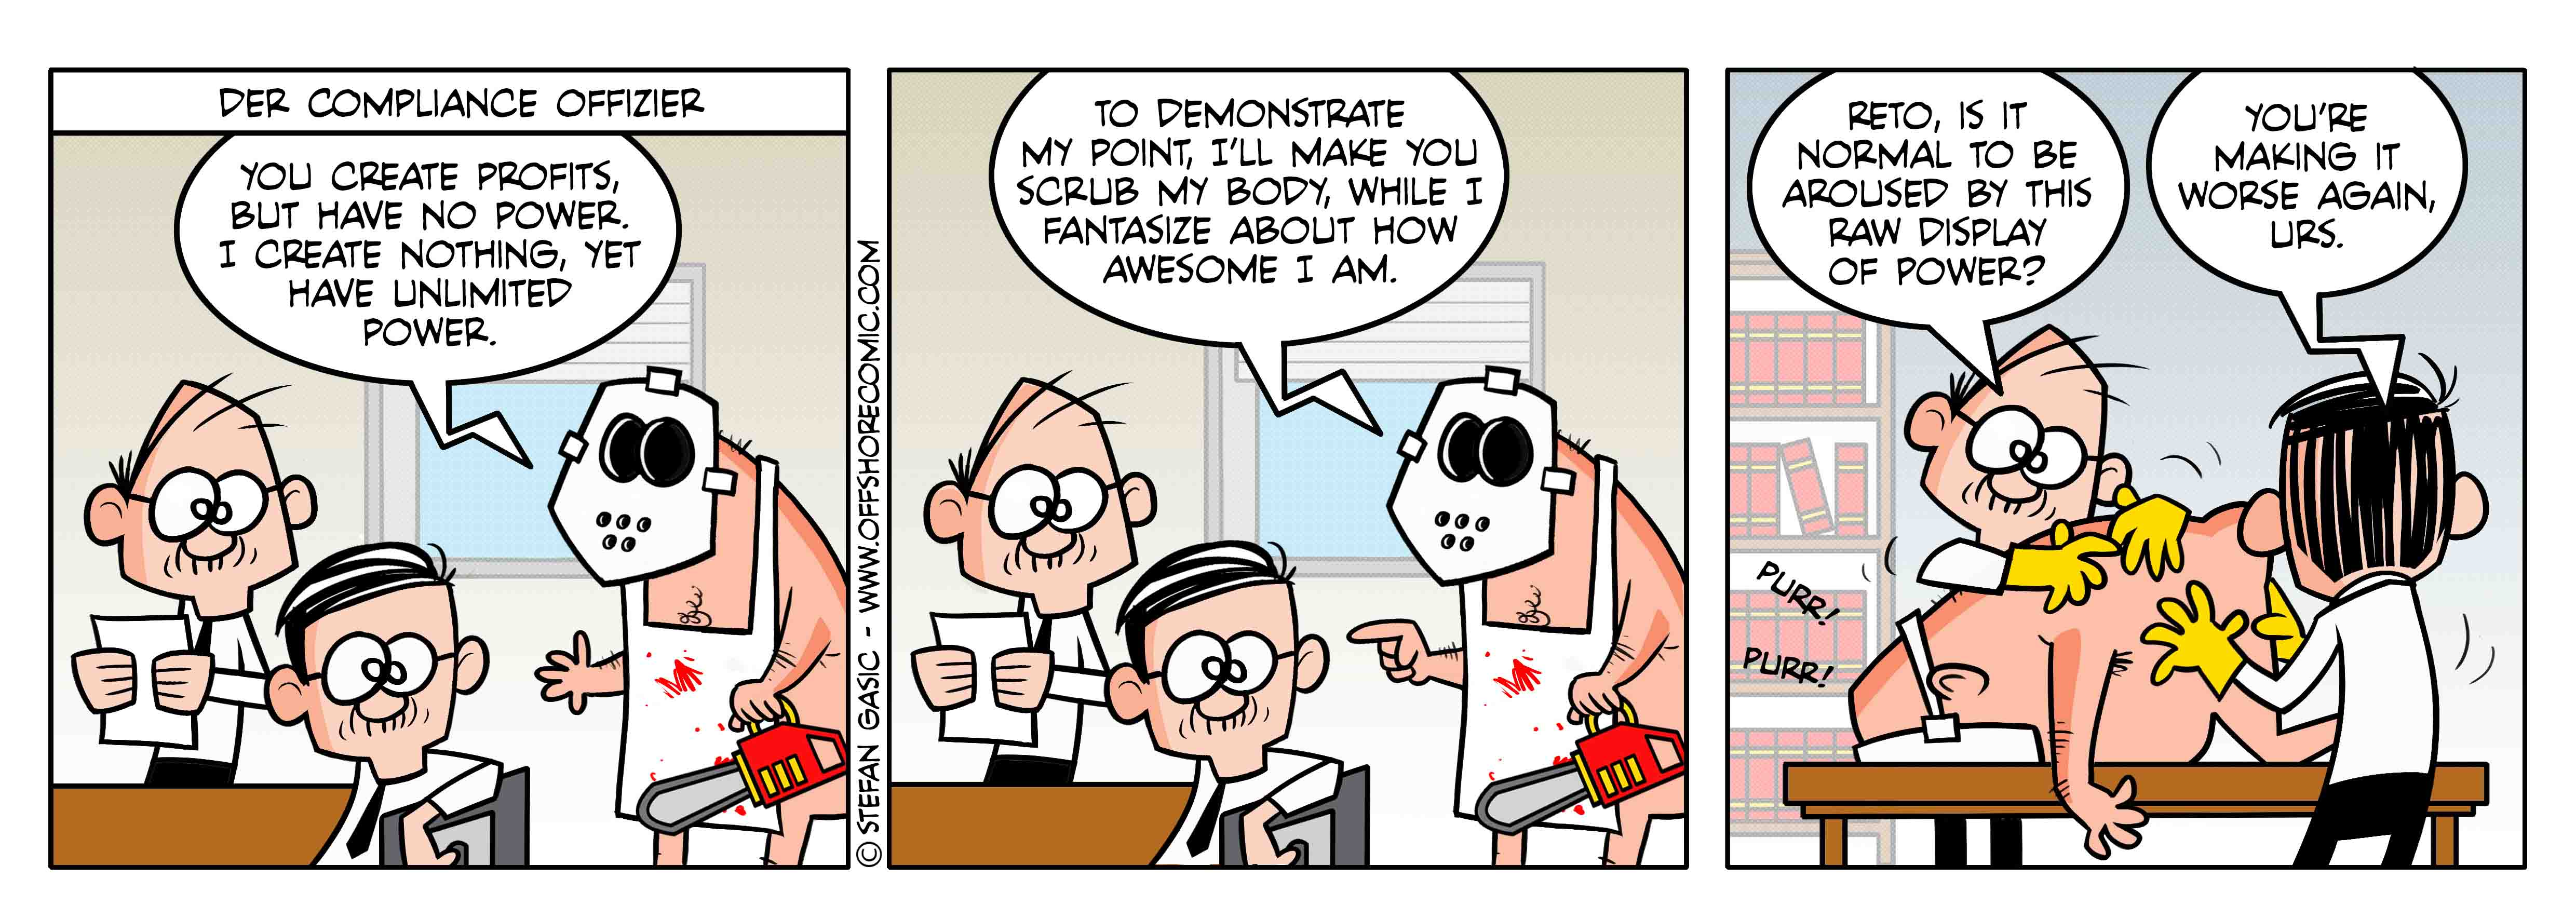 DER COMPLIANCE OFFIZIER
YOU CREATE PROFITS,
BUT HAVE NO POWER.
I CREATE NOTHING, YET
HAVE UNLIMITED
POWER.
© STEFAN GASIC - WWW.OFFSHORECOMIC.COM
TO DEMONSTRATE
MY POINT, I'LL MAKE YOU
SCRUB MY BODY, WHILE I
FANTASIZE ABOUT HOW
AWESOME I AM.
RETO, IS IT
NORMAL TO BE
AROUSED BY THIS
RAW DISPLAY
OF POWER?
YOU'RE
MAKING IT
WORSE AGAIN,
URS.
PURR!
PURR!